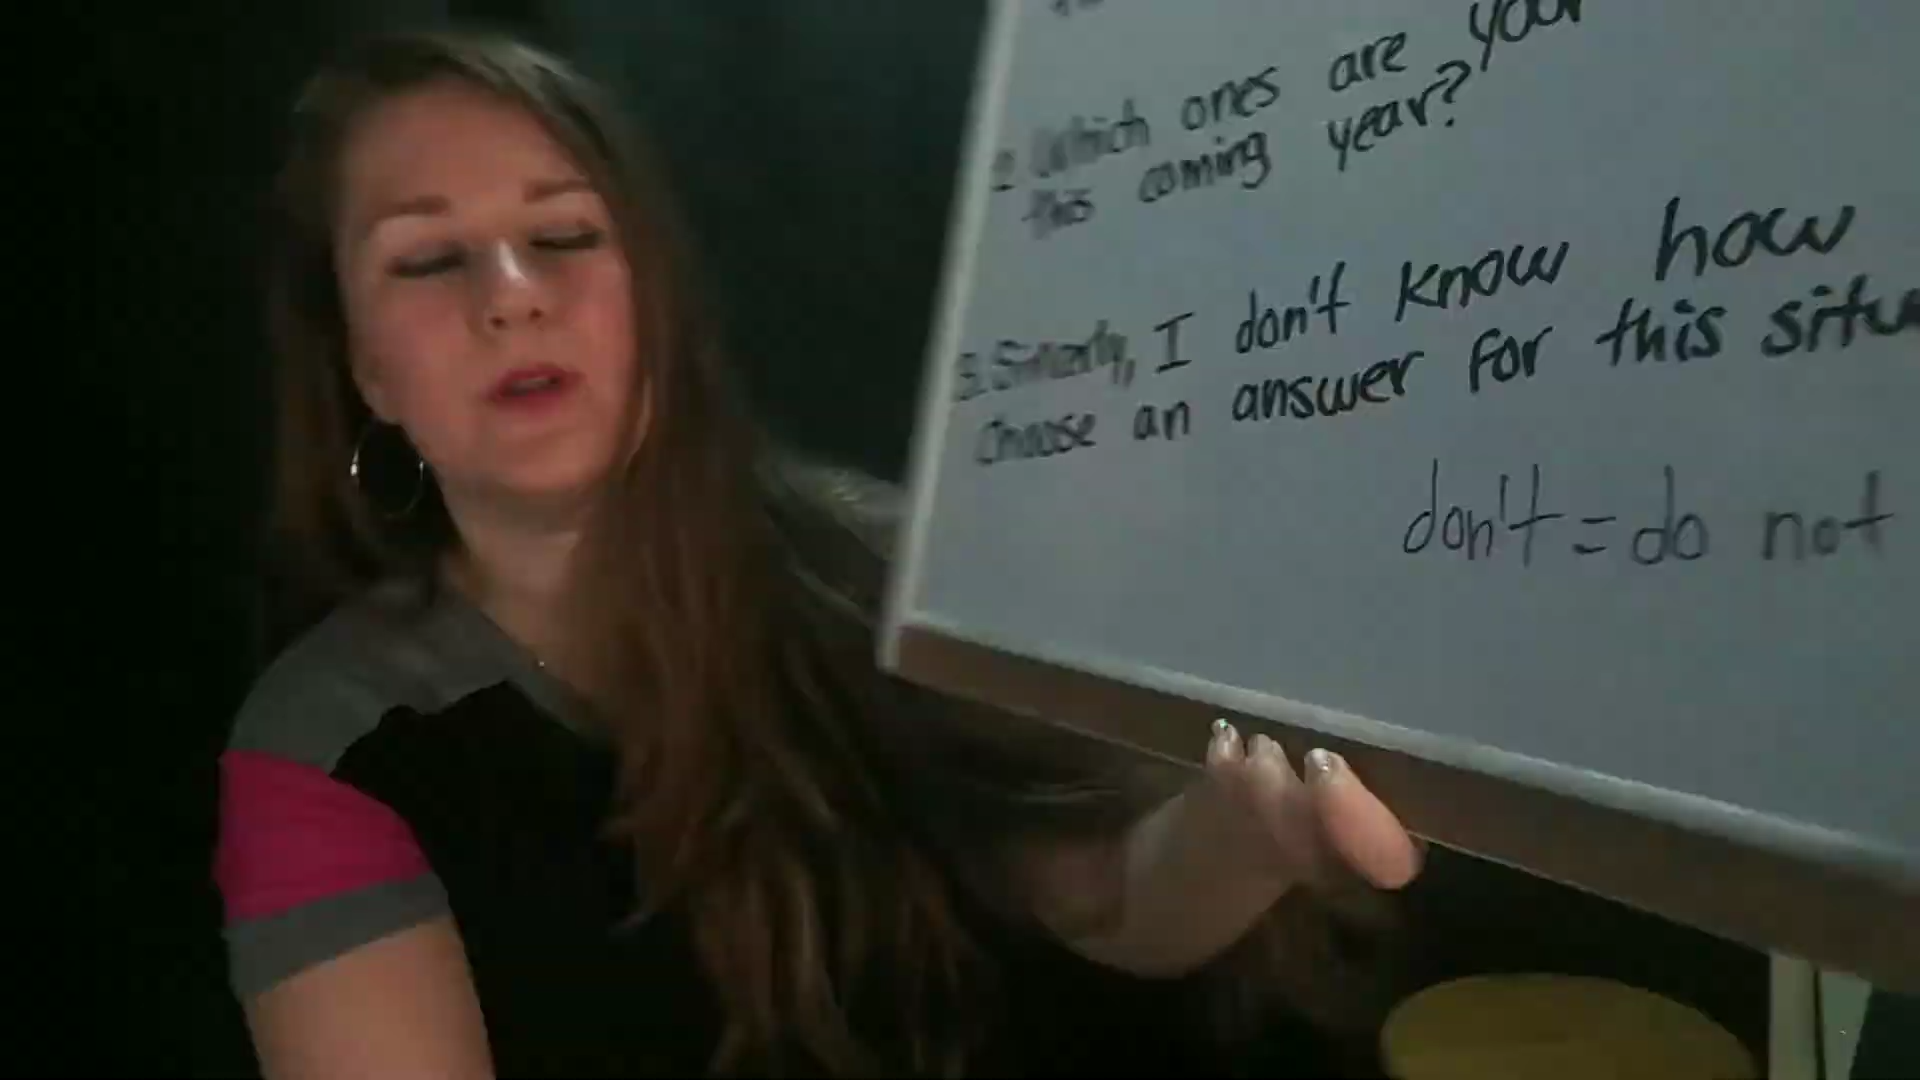 2. Which ones are your
this coming year?
3. Sincerely, I don't know how
choose an answer for this situ
don't = do not